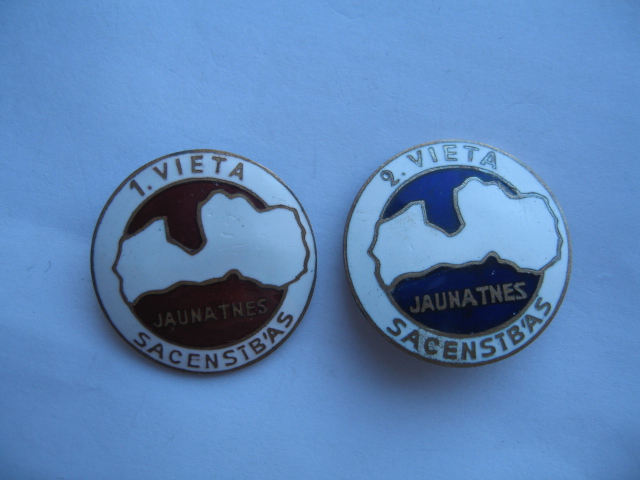 1. VIETA
JAUNATNES
SACENSTB'AS
2. VIETA
JAUNATNES
SACENSTB'AS